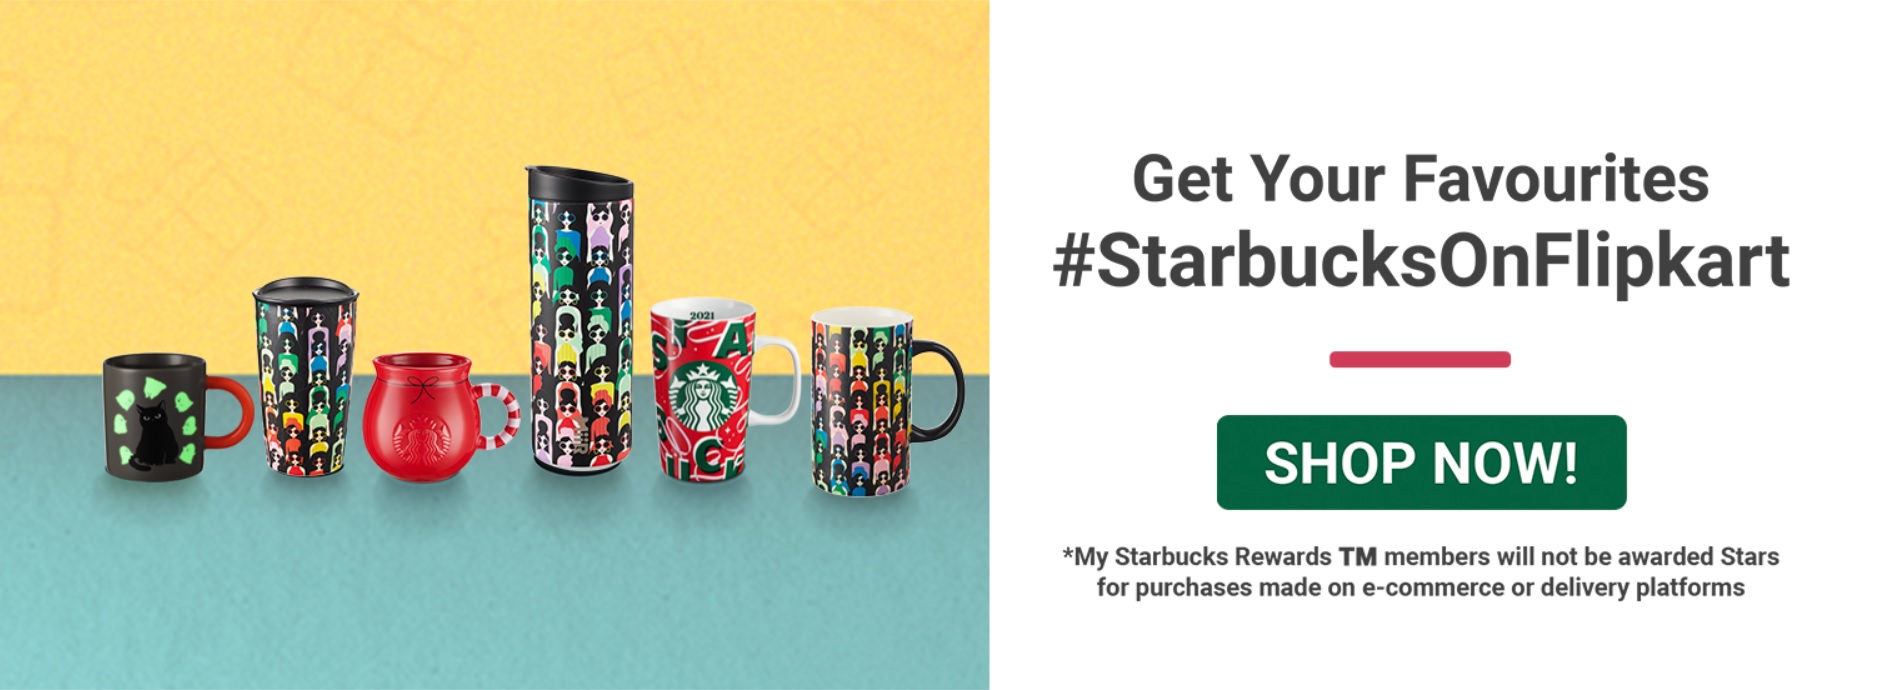 Get Your Favourites
#StarbucksOnFlipkart
SHOP NOW!
*My Starbucks Rewards TM members will not be awarded Stars
for purchases made on e-commerce or delivery platforms
2021